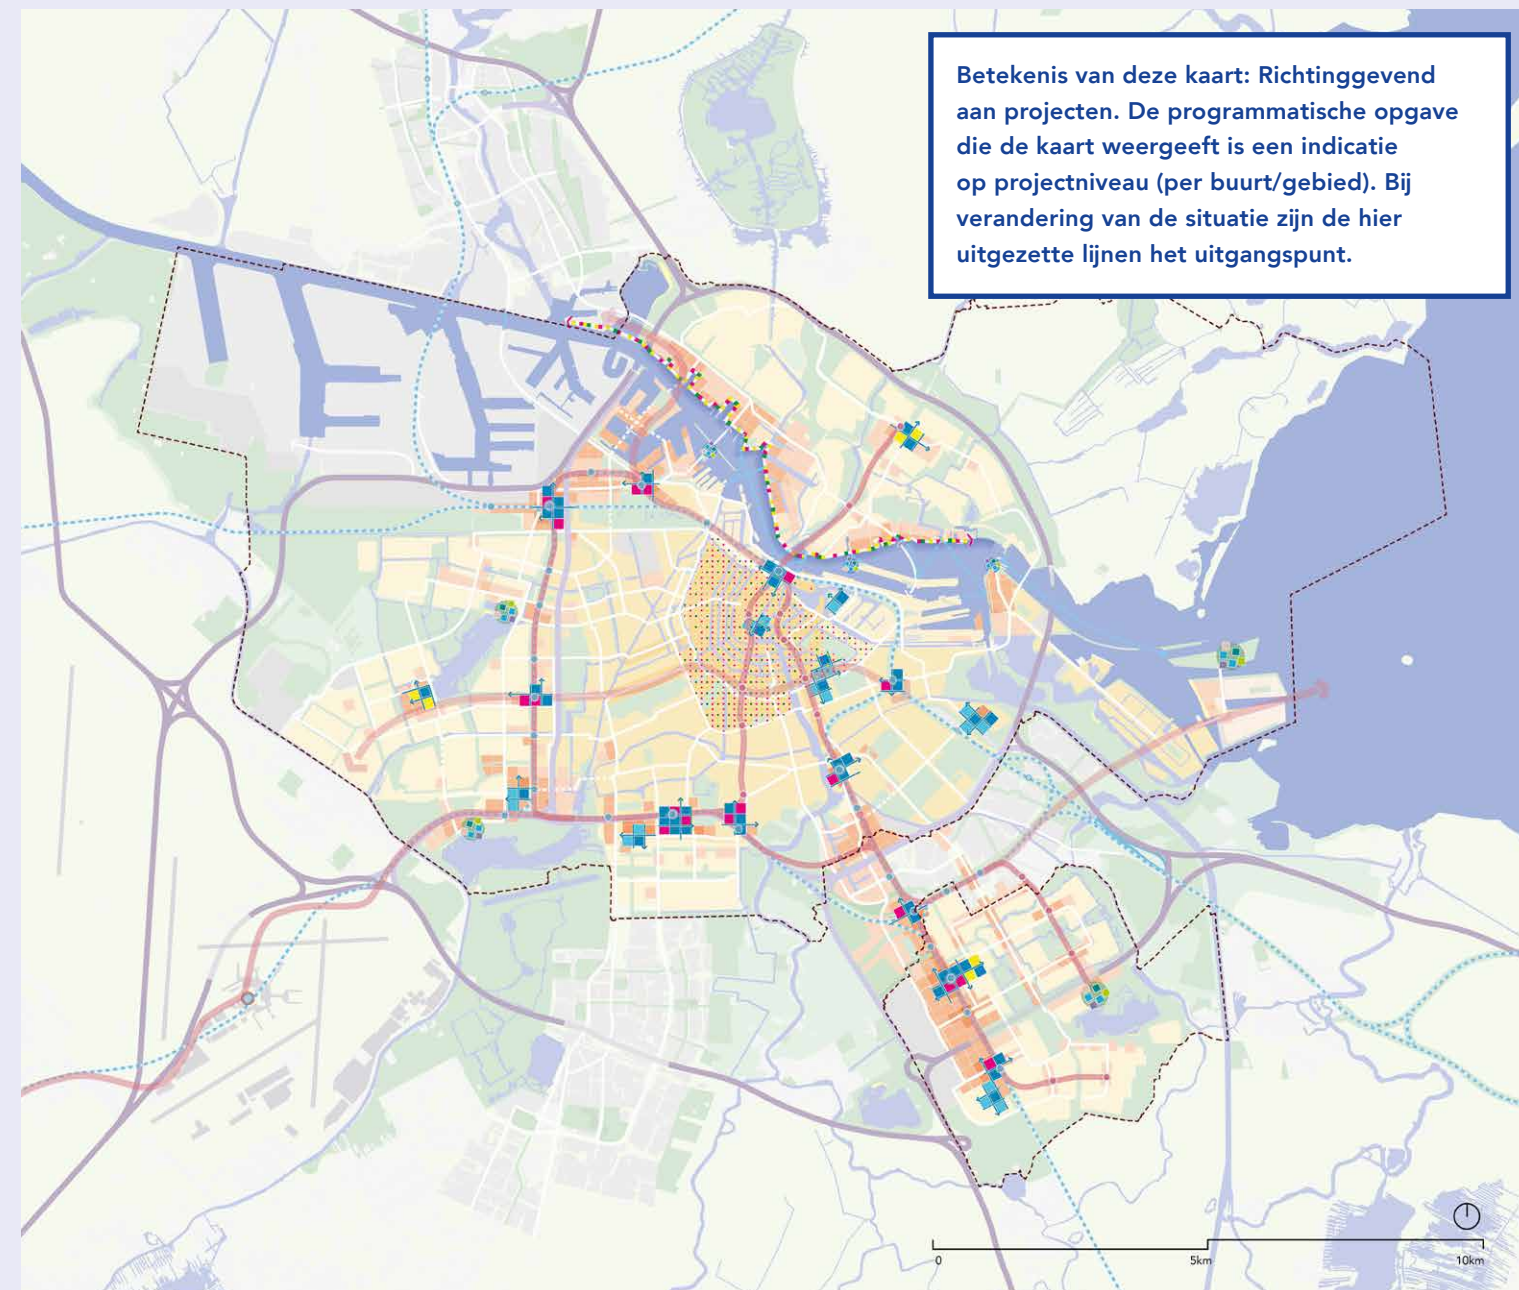 Betekenis van deze kaart: Richtinggevend
aan projecten. De programmatische opgave
die de kaart weergeeft is een indicatie
op projectniveau (per buurt/gebied). Bij
verandering van de situatie zijn de hier
uitgezette lijnen het uitgangspunt.
0 5km 10km